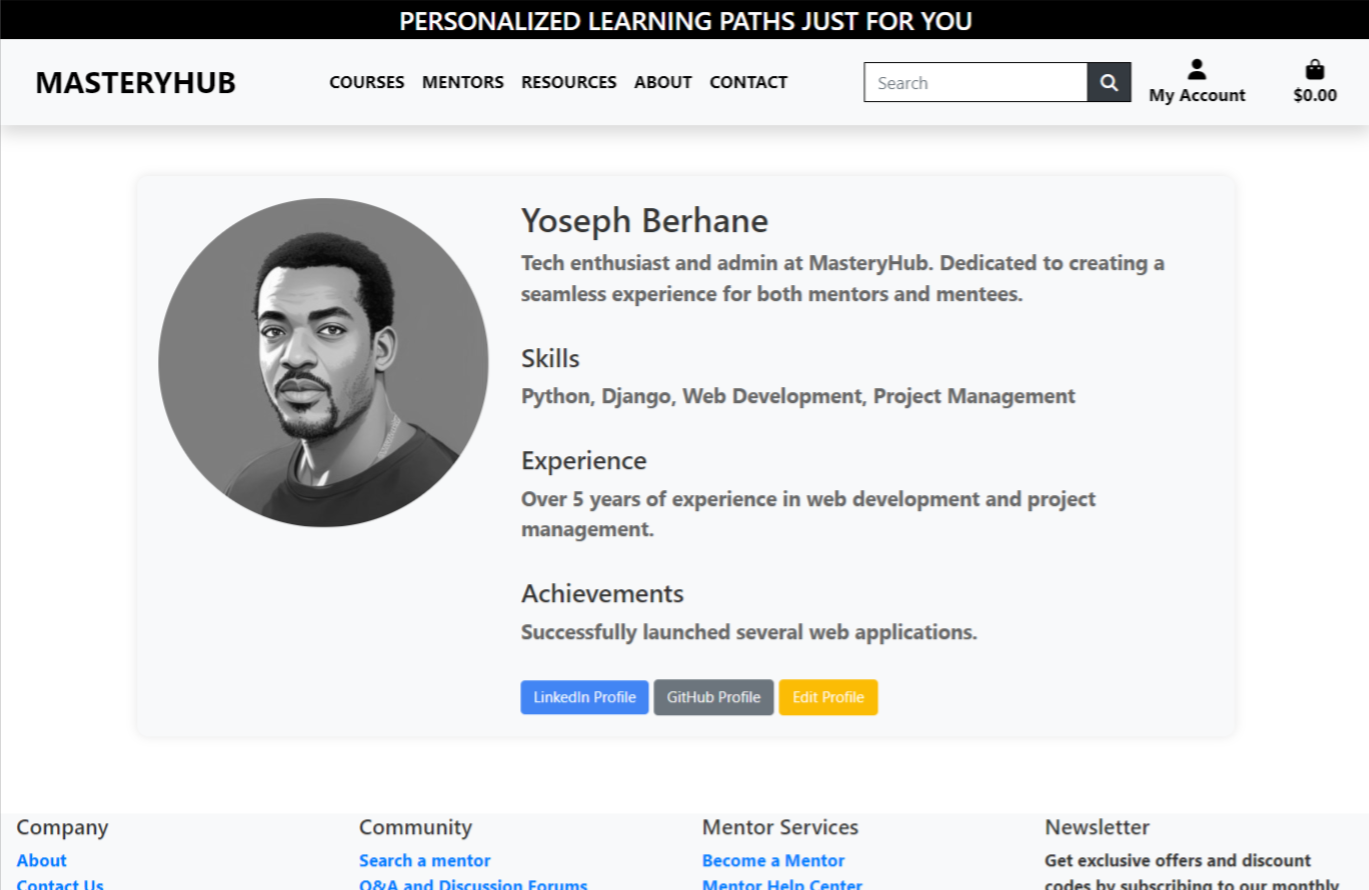 PERSONALIZED LEARNING PATHS JUST FOR YOU
MASTERYHUB
COURSES MENTORS RESOURCES ABOUT CONTACT
Search
My Account
$0.00
Yoseph Berhane
Tech enthusiast and admin at MasteryHub. Dedicated to creating a
seamless experience for both mentors and mentees.
Skills
Python, Django, Web Development, Project Management
Experience
Over 5 years of experience in web development and project
management.
Achievements
Successfully launched several web applications.
LinkedIn Profile GitHub Profile Edit Profile
Company
About
Contact Us
Community
Search a mentor
Q&A and Discussion Forums
Mentor Services
Become a Mentor
Mentor Help Center
Newsletter
Get exclusive offers and discount
codes by subscribing to our monthly